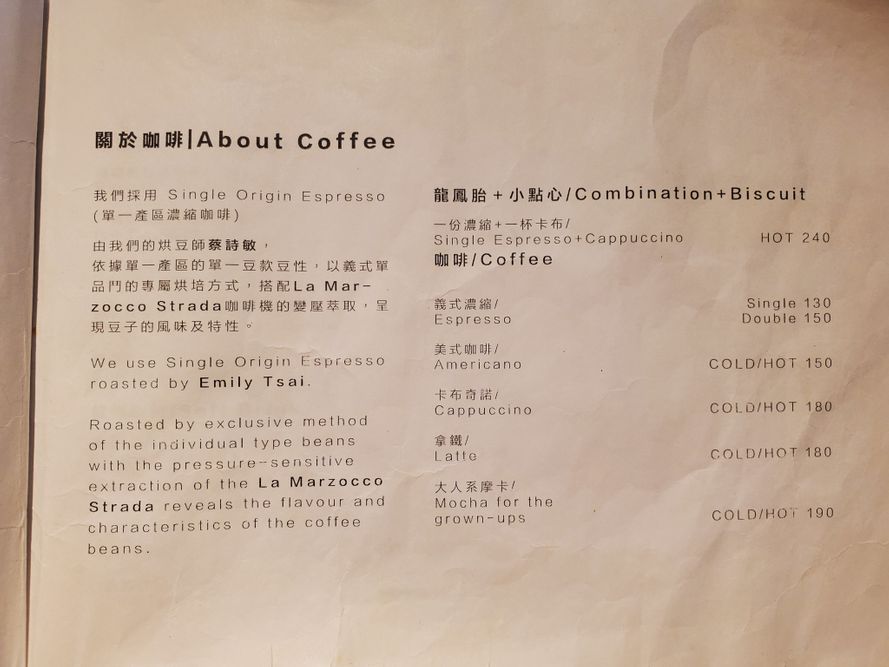 關於咖啡|About Coffee
我們採用 Single Origin Espresso
(單一產區濃縮咖啡)
由我們的烘豆師蔡詩敏，
依據單一產區的單一豆款豆性，以義式單
品鬥的專屬烘培方式，搭配La Mar-
zocco Strada咖啡機的變壓萃取，呈
現豆子的風味及特性。
We use Single Origin Espresso
roasted by Emily Tsai.
Roasted by exclusive method
of the individual type beans
with the pressure-sensitive
extraction of the La Marzocco
Strada reveals the flavour and
characteristics of the coffee
beans.
龍鳳胎+小點心/Combination+Biscuit
一份濃縮+一杯卡布/
Single Espresso+Cappuccino HOT 240
咖啡/Coffee
義式濃縮/ Single 130
Espresso Double 150
美式咖啡/
Americano COLD/HOT 150
卡布奇諾/
Cappuccino COLD/HOT 180
拿鐵/
Latte COLD/HOT 180
大人系摩卡/
Mocha for the
grown-ups COLD/HOT 190